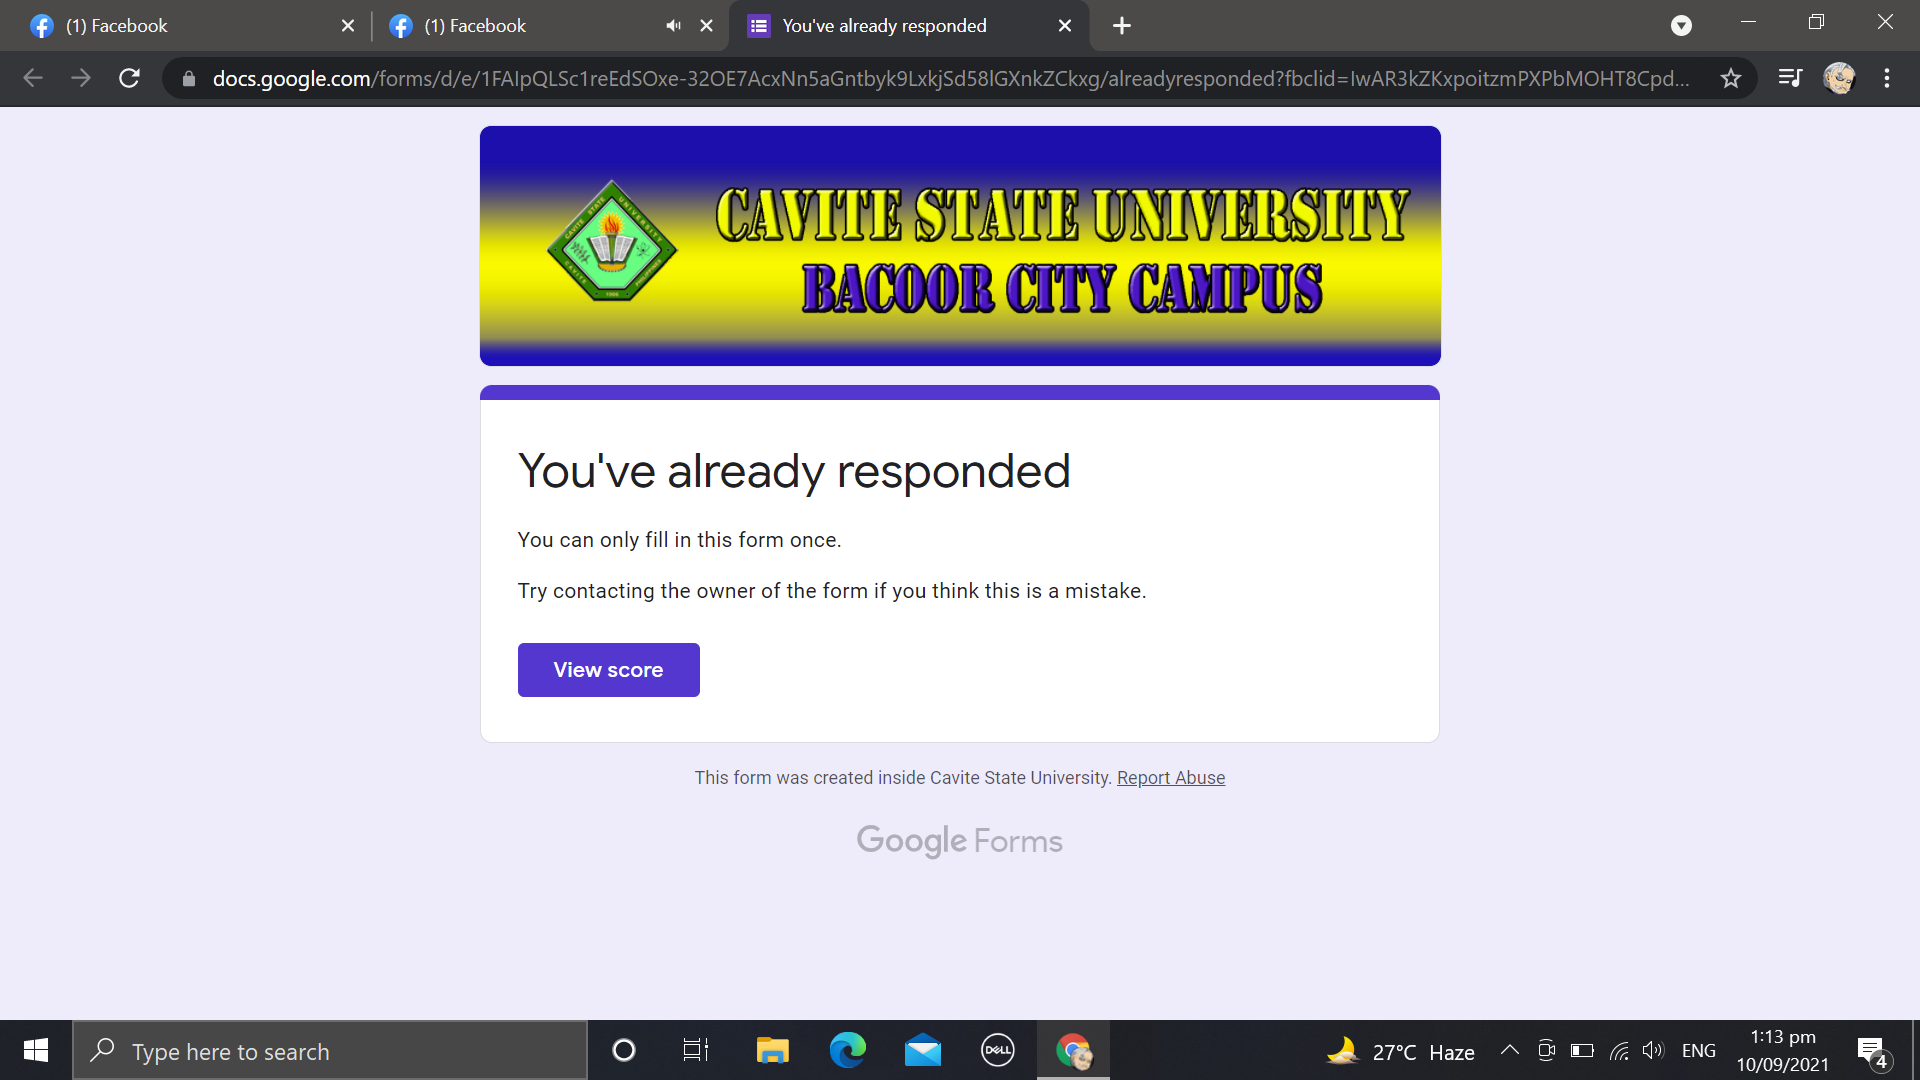 (1) Facebook
(1) Facebook
You've already responded
docs.google.com/forms/d/e/1FAIpQLSc1reEdSOxe-32OE7AcxNn5aGntbyk9LxkjSd58lGXnkZCkxg/alreadyresponded?fbclid=IwAR3kZKxpoitzmPXPbMOHT8Cpd...
CAVITE STATE UNIVERSITY
BACOOR CITY CAMPUS
You've already responded
You can only fill in this form once.
Try contacting the owner of the form if you think this is a mistake.
View score
This form was created inside Cavite State University. Report Abuse
Google Forms
Type here to search
DELL
27°C Haze
ENG
1:13 pm
10/09/2021
4